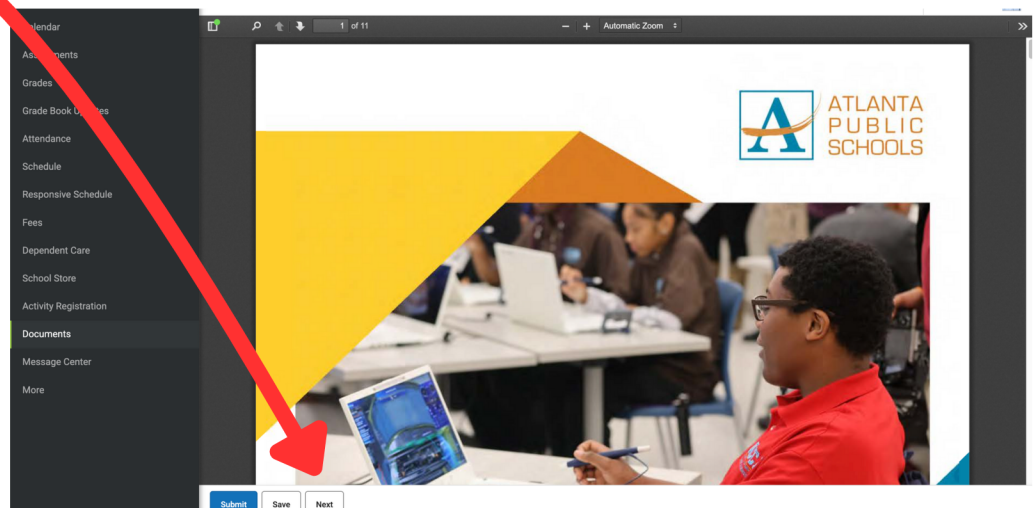 Calendar
Assignments
Grades
Grade Book Updates
Attendance
Schedule
Responsive Schedule
Fees
Dependent Care
School Store
Activity Registration
Documents
Message Center
More
1 of 11
Automatic Zoom
ATLANTA
PUBLIC
SCHOOLS
Submit Save Next